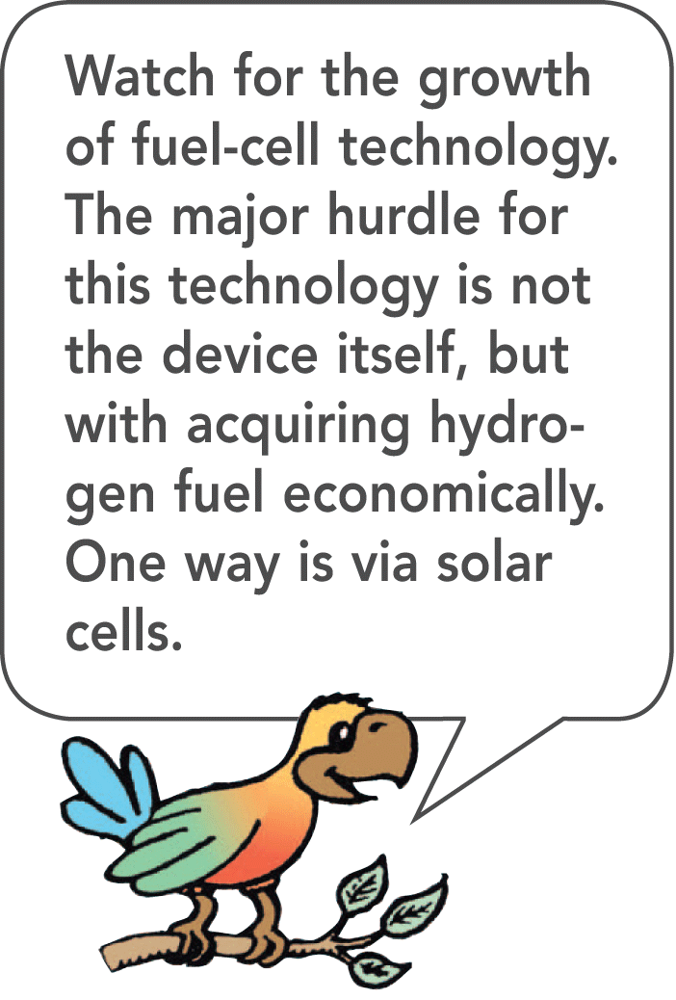 Watch for the growth
of fuel-cell technology.
The major hurdle for
this technology is not
the device itself, but
with acquiring hydro-
gen fuel economically.
One way is via solar
cells.